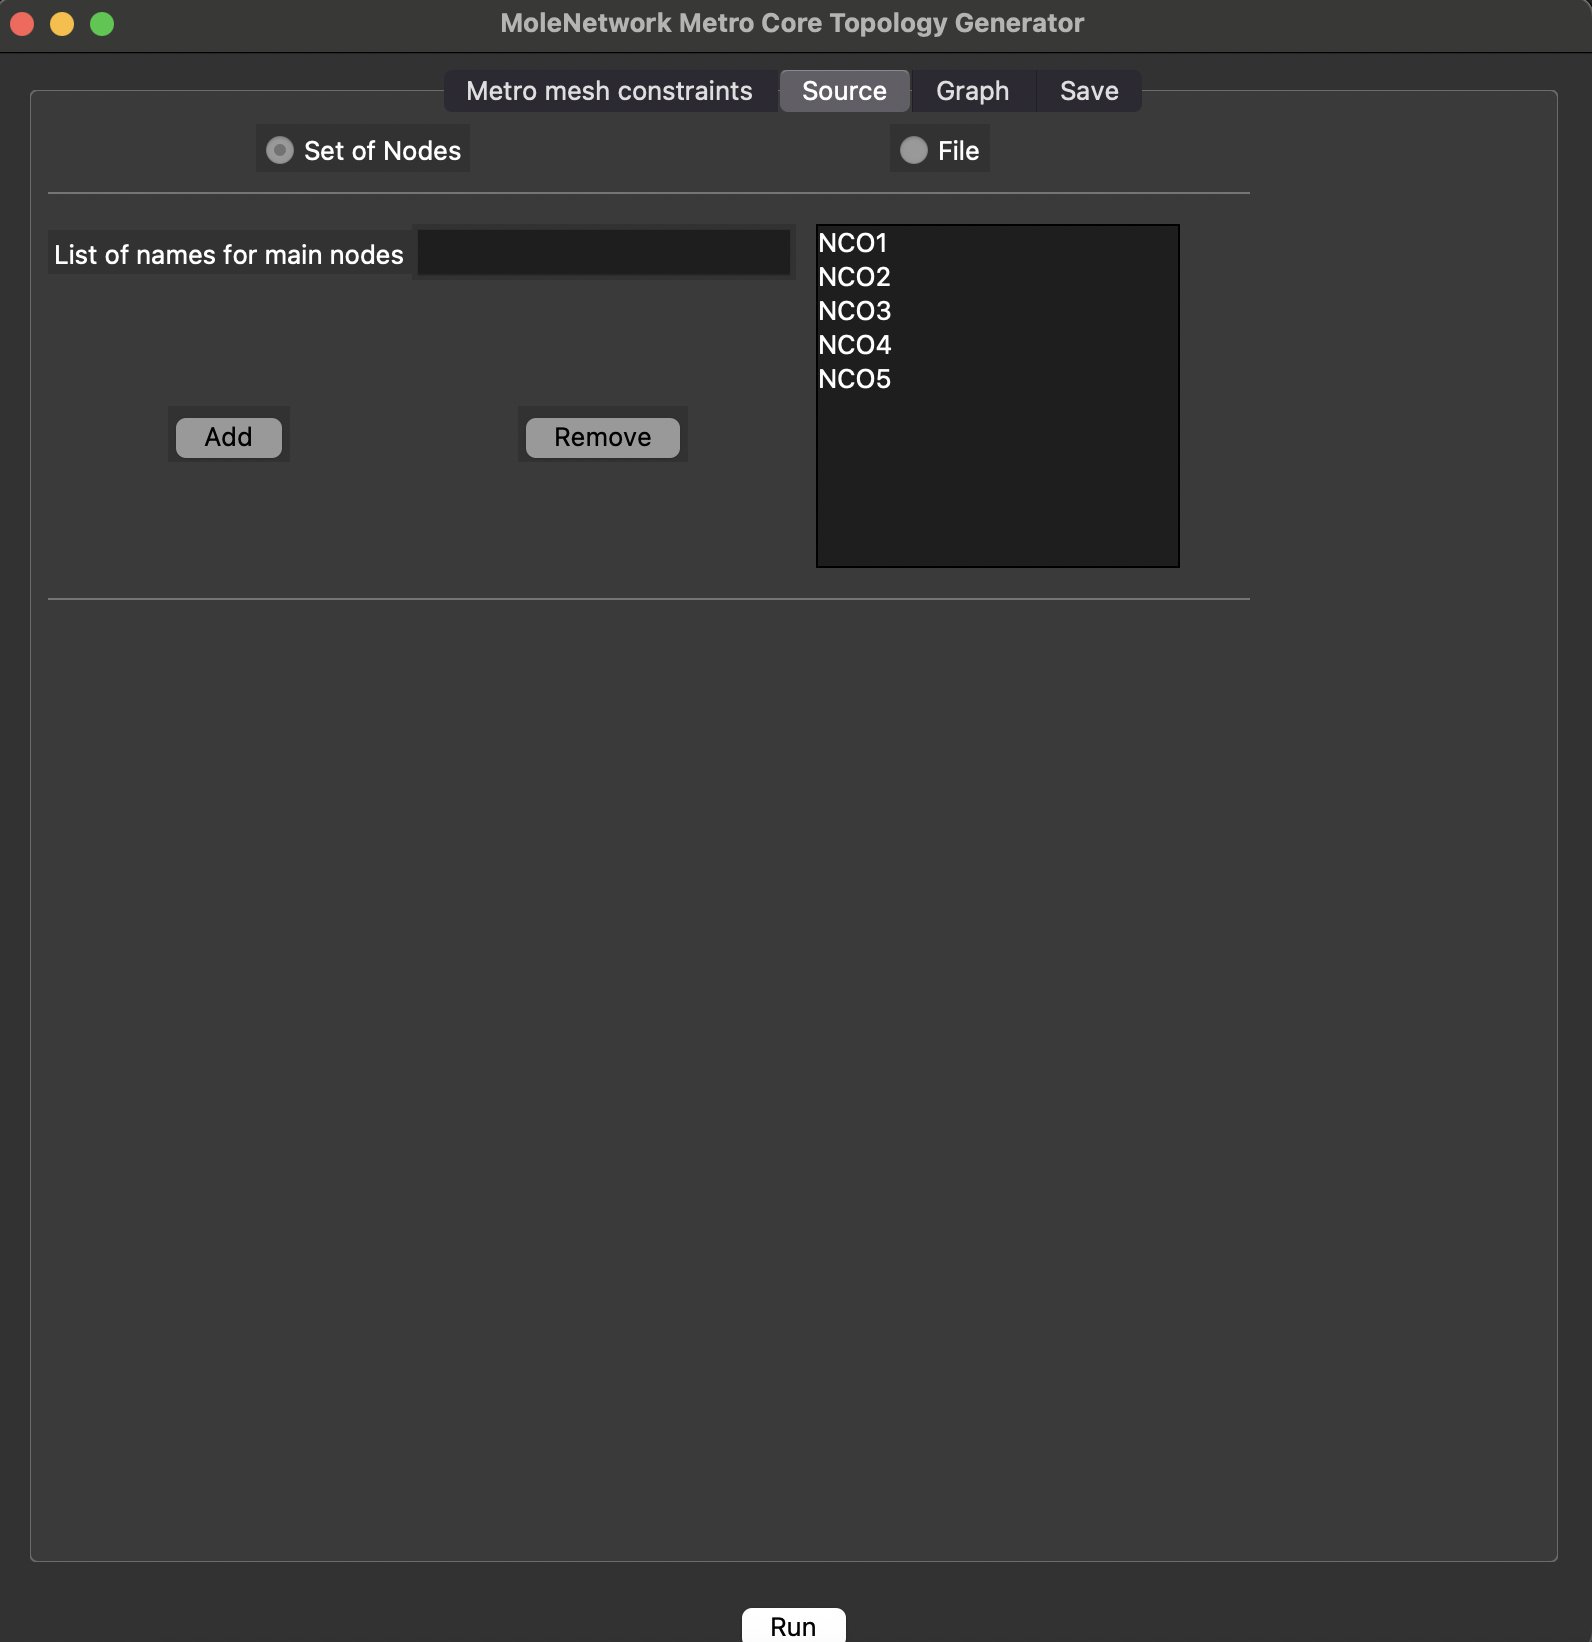 MoleNetwork Metro Core Topology Generator
Metro mesh constraints Source Graph Save
Set of Nodes File
List of names for main nodes
NCO1
NCO2
NCO3
NCO4
NCO5
Add Remove
Run